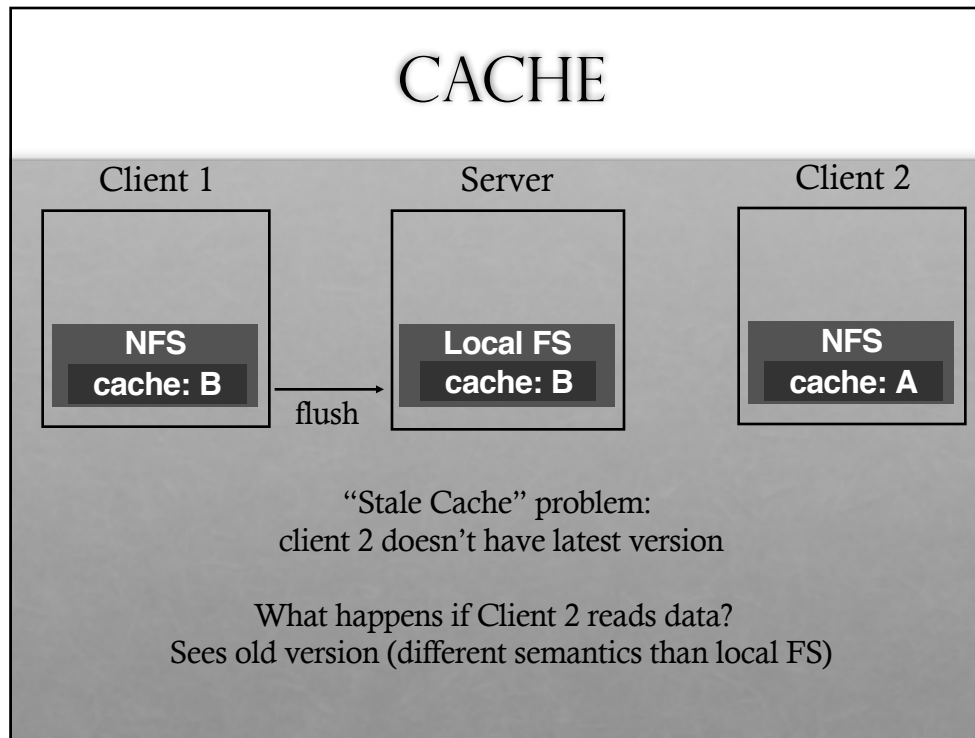 CACHE
Client 1
Server
Client 2
NFS
cache: B
flush
Local FS
cache: B
NFS
cache: A
“Stale Cache” problem:
client 2 doesn’t have latest version
What happens if Client 2 reads data?
Sees old version (different semantics than local FS)